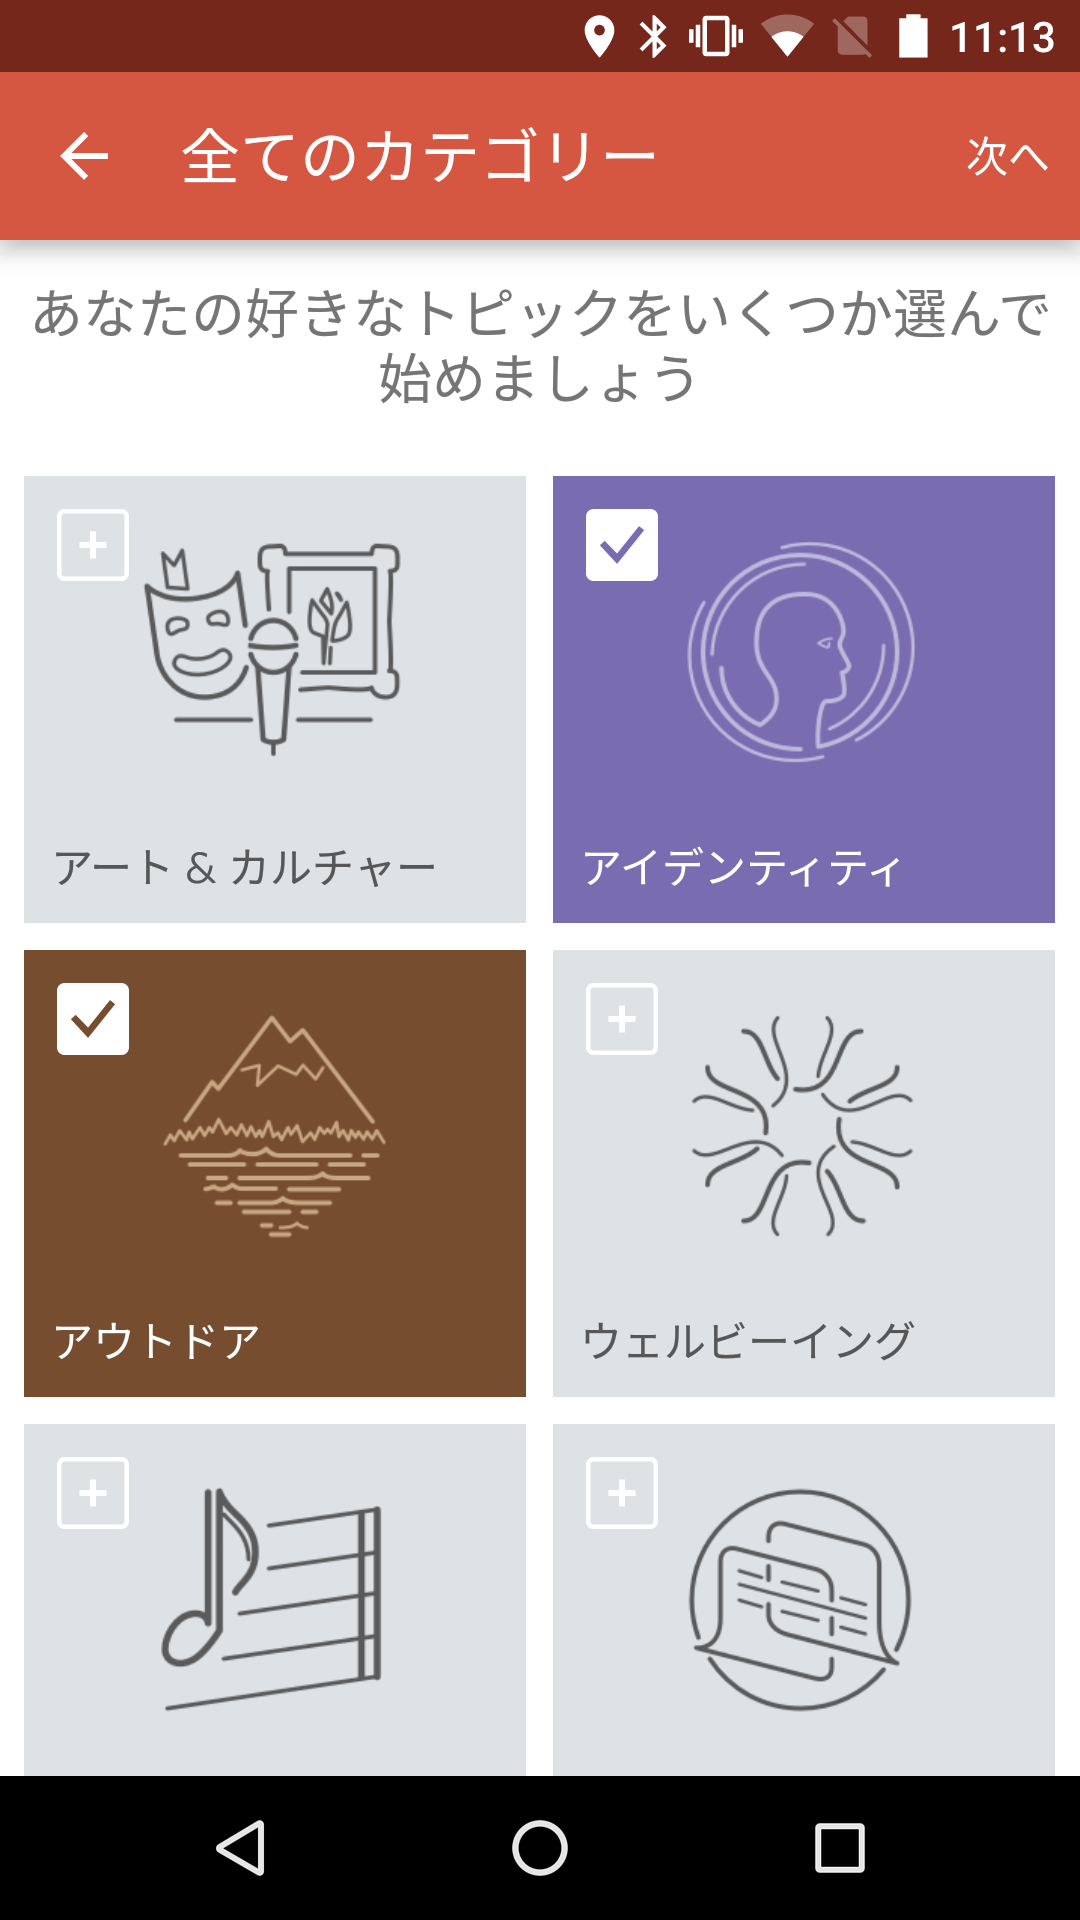 11:13
全てのカテゴリー
次へ
あなたの好きなトピックをいくつか選んで
始めましょう
アート & カルチャー
アイデンティティ
アウトドア
ウェルビーイング